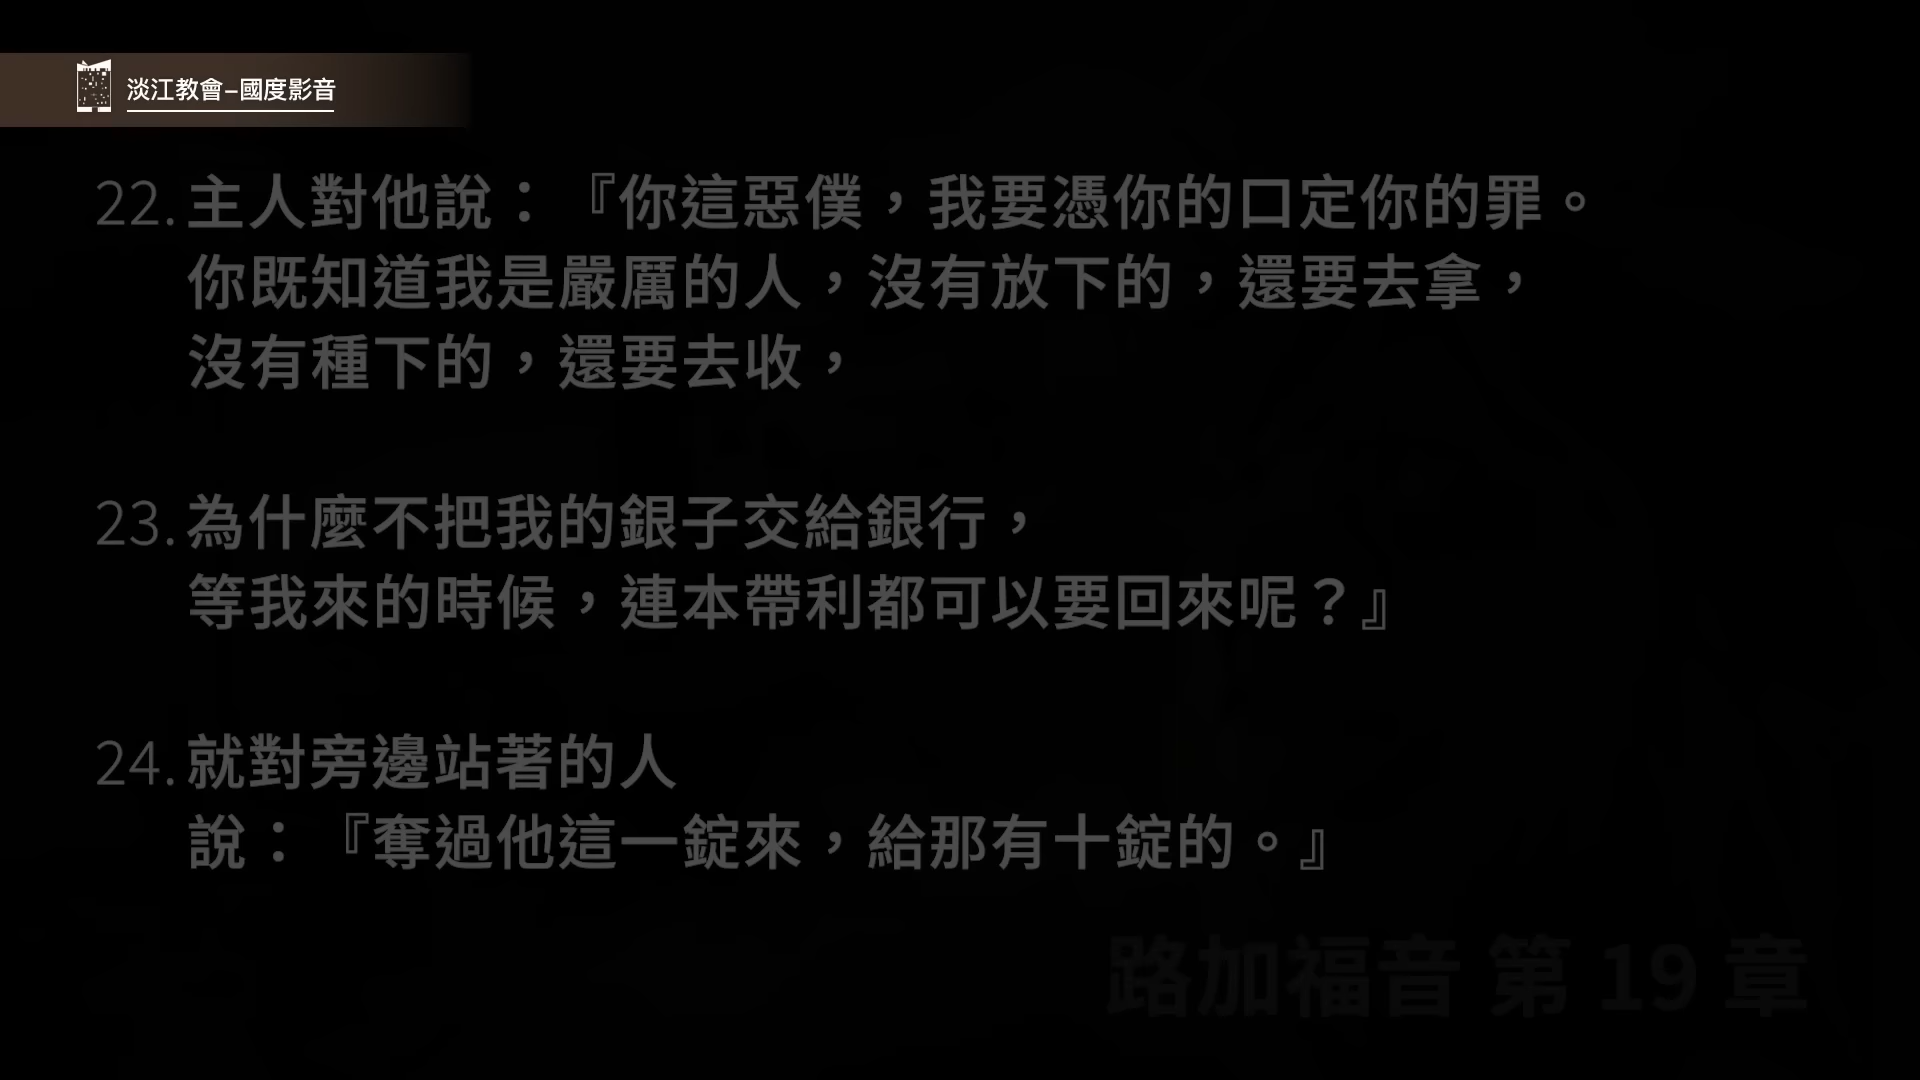 淡江教會–國度影音
22.主人對他說：『你這惡僕，我要憑你的口定你的罪。
你既知道我是嚴厲的人，沒有放下的，還要去拿，
沒有種下的，還要去收，
23.為什麼不把我的銀子交給銀行，
等我來的時候，連本帶利都可以要回來呢？』
24.就對旁邊站著的人
說：『奪過他這一錠來，給那有十錠的。』
路加福音 第 19 章